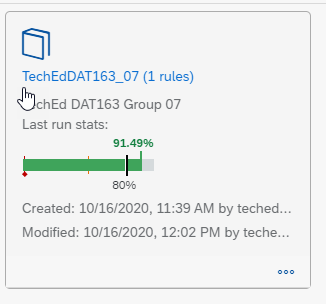 TechEdDAT163_07 (1 rules)
TechEd DAT163 Group 07
Last run stats:
91.49%
80%
Created: 10/16/2020, 11:39 AM by teched...
Modified: 10/16/2020, 12:02 PM by teche...